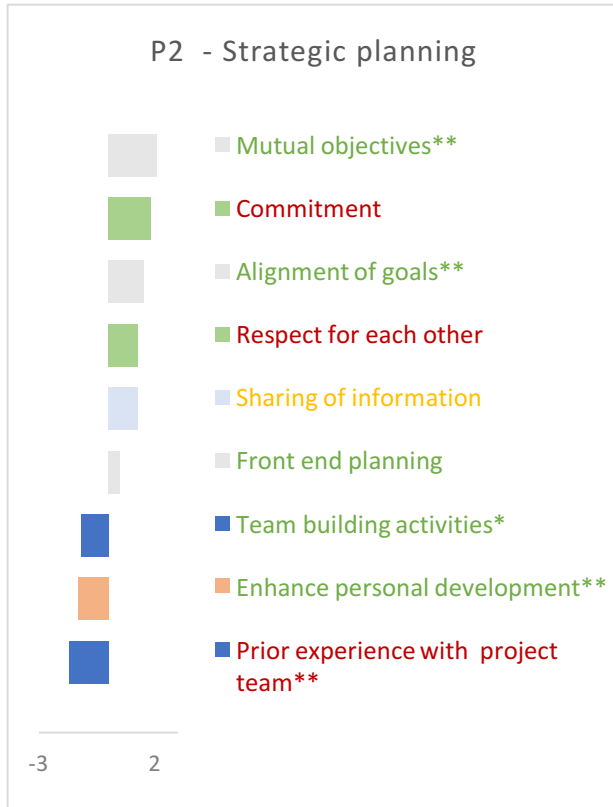 P2 - Strategic planning
Mutual objectives**
Commitment
Alignment of goals**
Respect for each other
Sharing of information
Front end planning
Team building activities*
Enhance personal development**
Prior experience with project
team**
-3 2